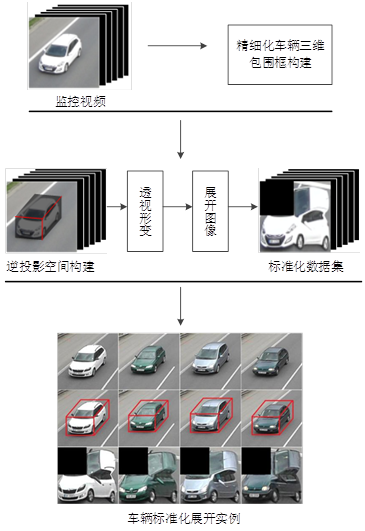 精细化车辆三维
包围框构建
监控视频
透视形变
展开图像
逆投影空间构建
标准化数据集
车辆标准化展开实例